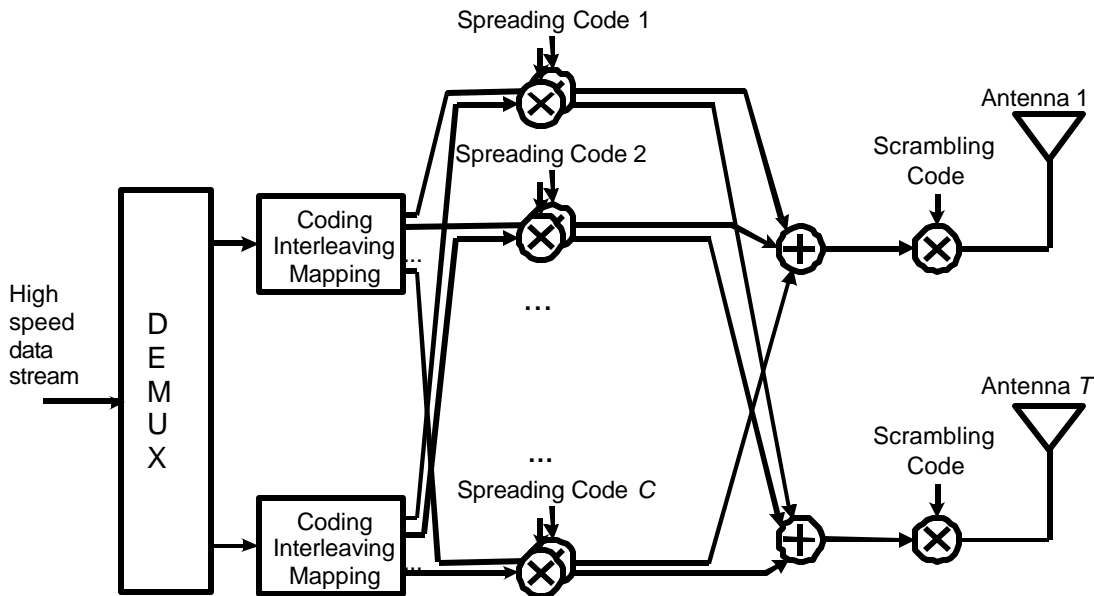 Spreading Code 1
Antenna 1
Spreading Code 2
Scrambling
Code
Coding
Interleaving
Mapping
...
...
High
speed
data
stream
D
E
M
U
X
Antenna T
Scrambling
Code
...
Spreading Code C
Coding
Interleaving
Mapping
...